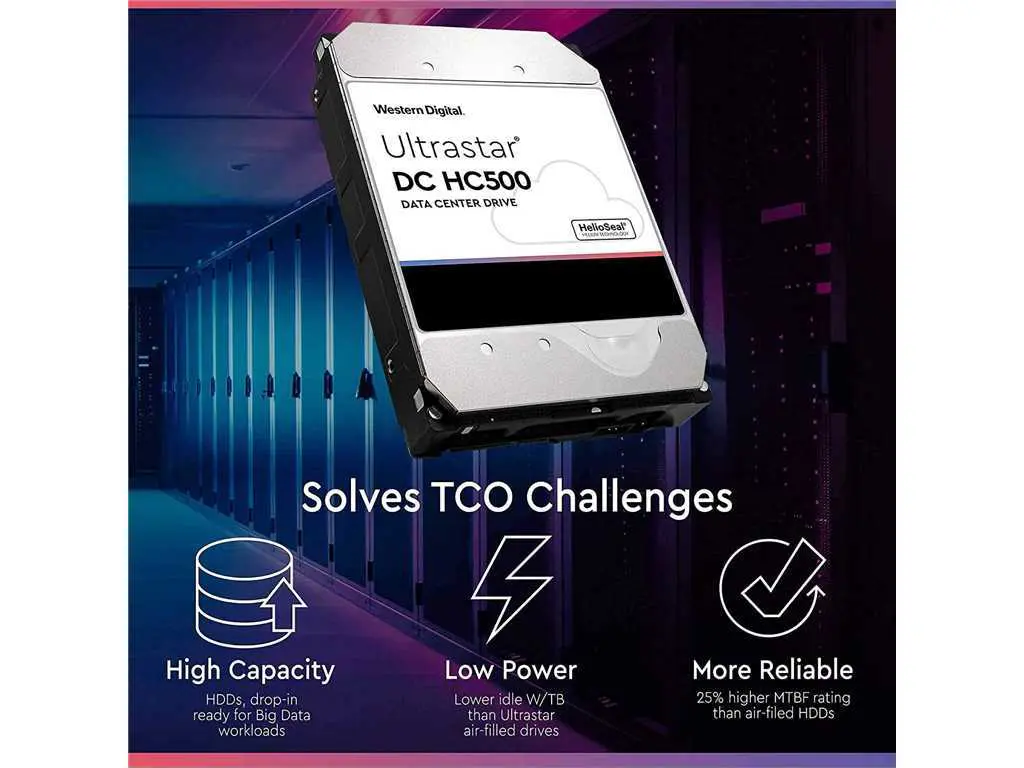 Western Digital.
Ultrastar®
DC HC500
DATA CENTER DRIVE
HelioSeal®
HELIUM TECHNOLOGY
Solves TCO Challenges
High Capacity
HDDs, drop-in
ready for Big Data
workloads
Low Power
Lower idle W/TB
than Ultrastar
air-filled drives
More Reliable
25% higher MTBF rating
than air-filed HDDs